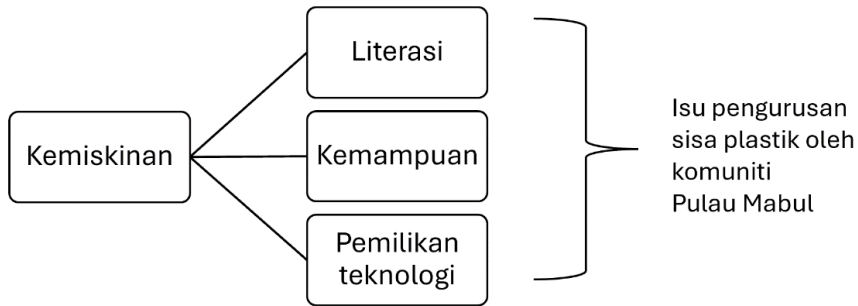 Kemiskinan
Literasi
Kemampuan
Pemilikan
teknologi
Isu pengurusan
sisa plastik oleh
komuniti
Pulau Mabul